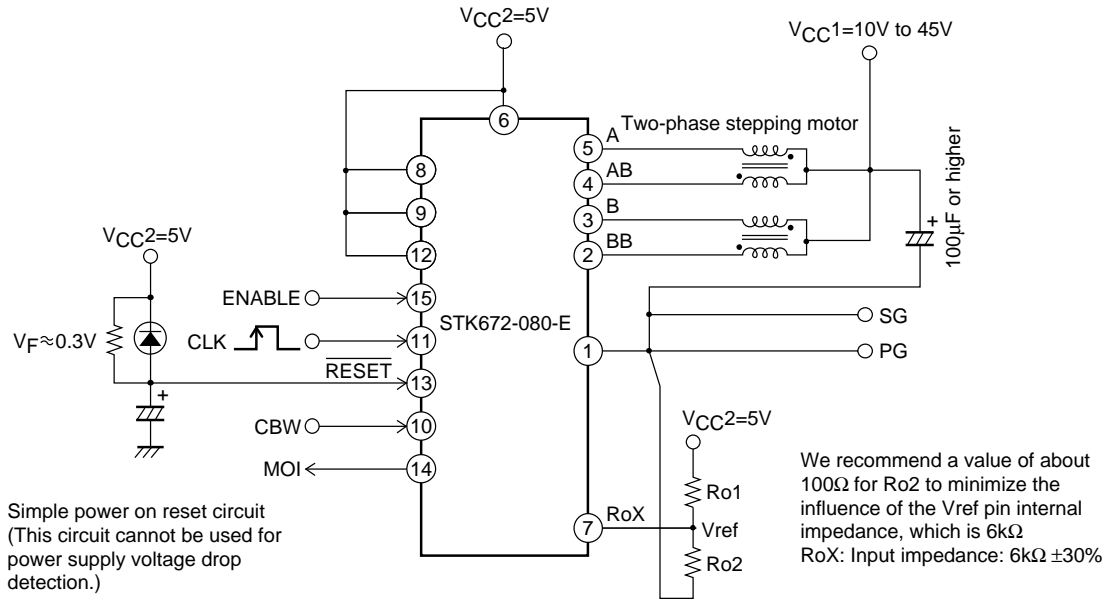 VCC2=5V
VCC1=10V to 45V
6
A
Two-phase stepping motor
5
8
AB
4
9
B
3
100µF or higher
+
VCC2=5V
12
BB
2
ENABLE
15
STK672-080-E
SG
VF≈0.3V
CLK
11
1
PG
RESET
13
+
CBW
10
VCC2=5V
MOI
14
Ro1
We recommend a value of about
100Ω for Ro2 to minimize the
influence of the Vref pin internal
impedance, which is 6kΩ
RoX: Input impedance: 6kΩ ±30%
Simple power on reset circuit
(This circuit cannot be used for
power supply voltage drop
detection.)
7
RoX
Vref
Ro2